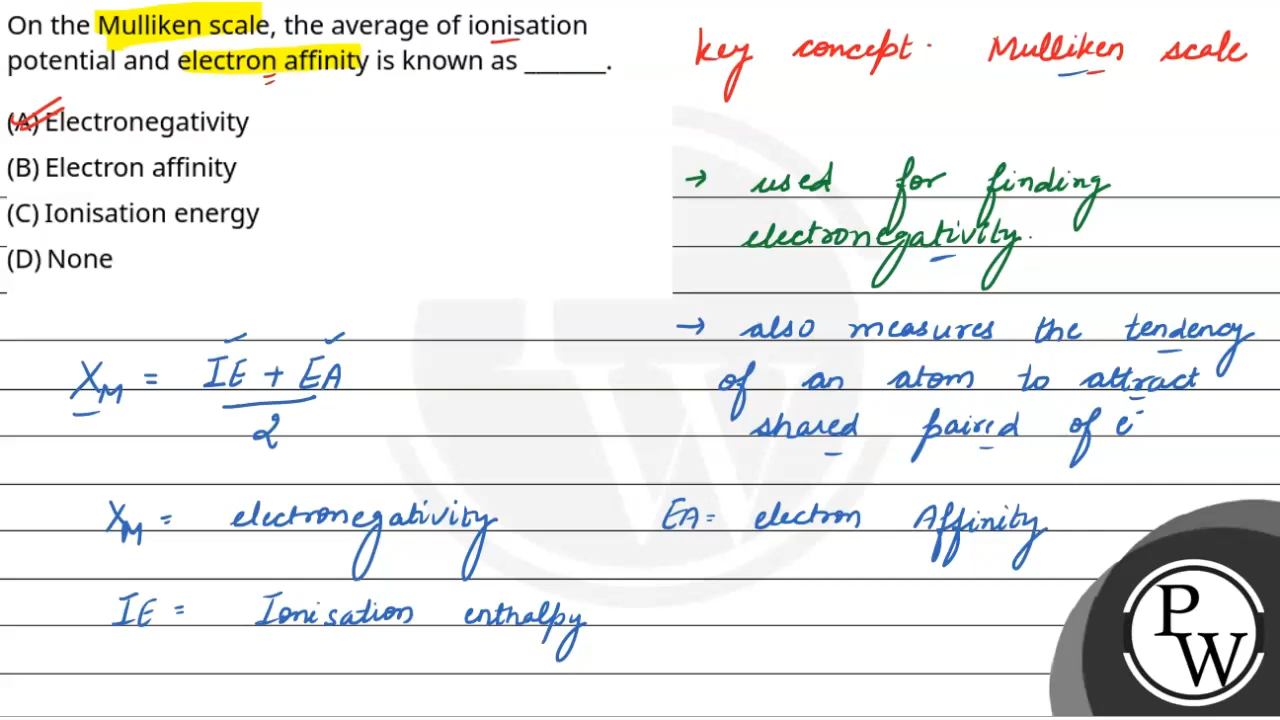 On the Mulliken scale, the average of ionisation
potential and electron affinity is known as ______.
(A) Electronegativity
(B) Electron affinity
(C) Ionisation energy
(D) None
key concept. Mulliken scale
→ used for finding
electronegativity.
→ also measures the tendency
of an atom to attract
shared paired of e⁻
X_M = (IE + EA) / 2
X_M = electronegativity
EA = electron Affinity
IE = Ionisation enthalpy
P
W